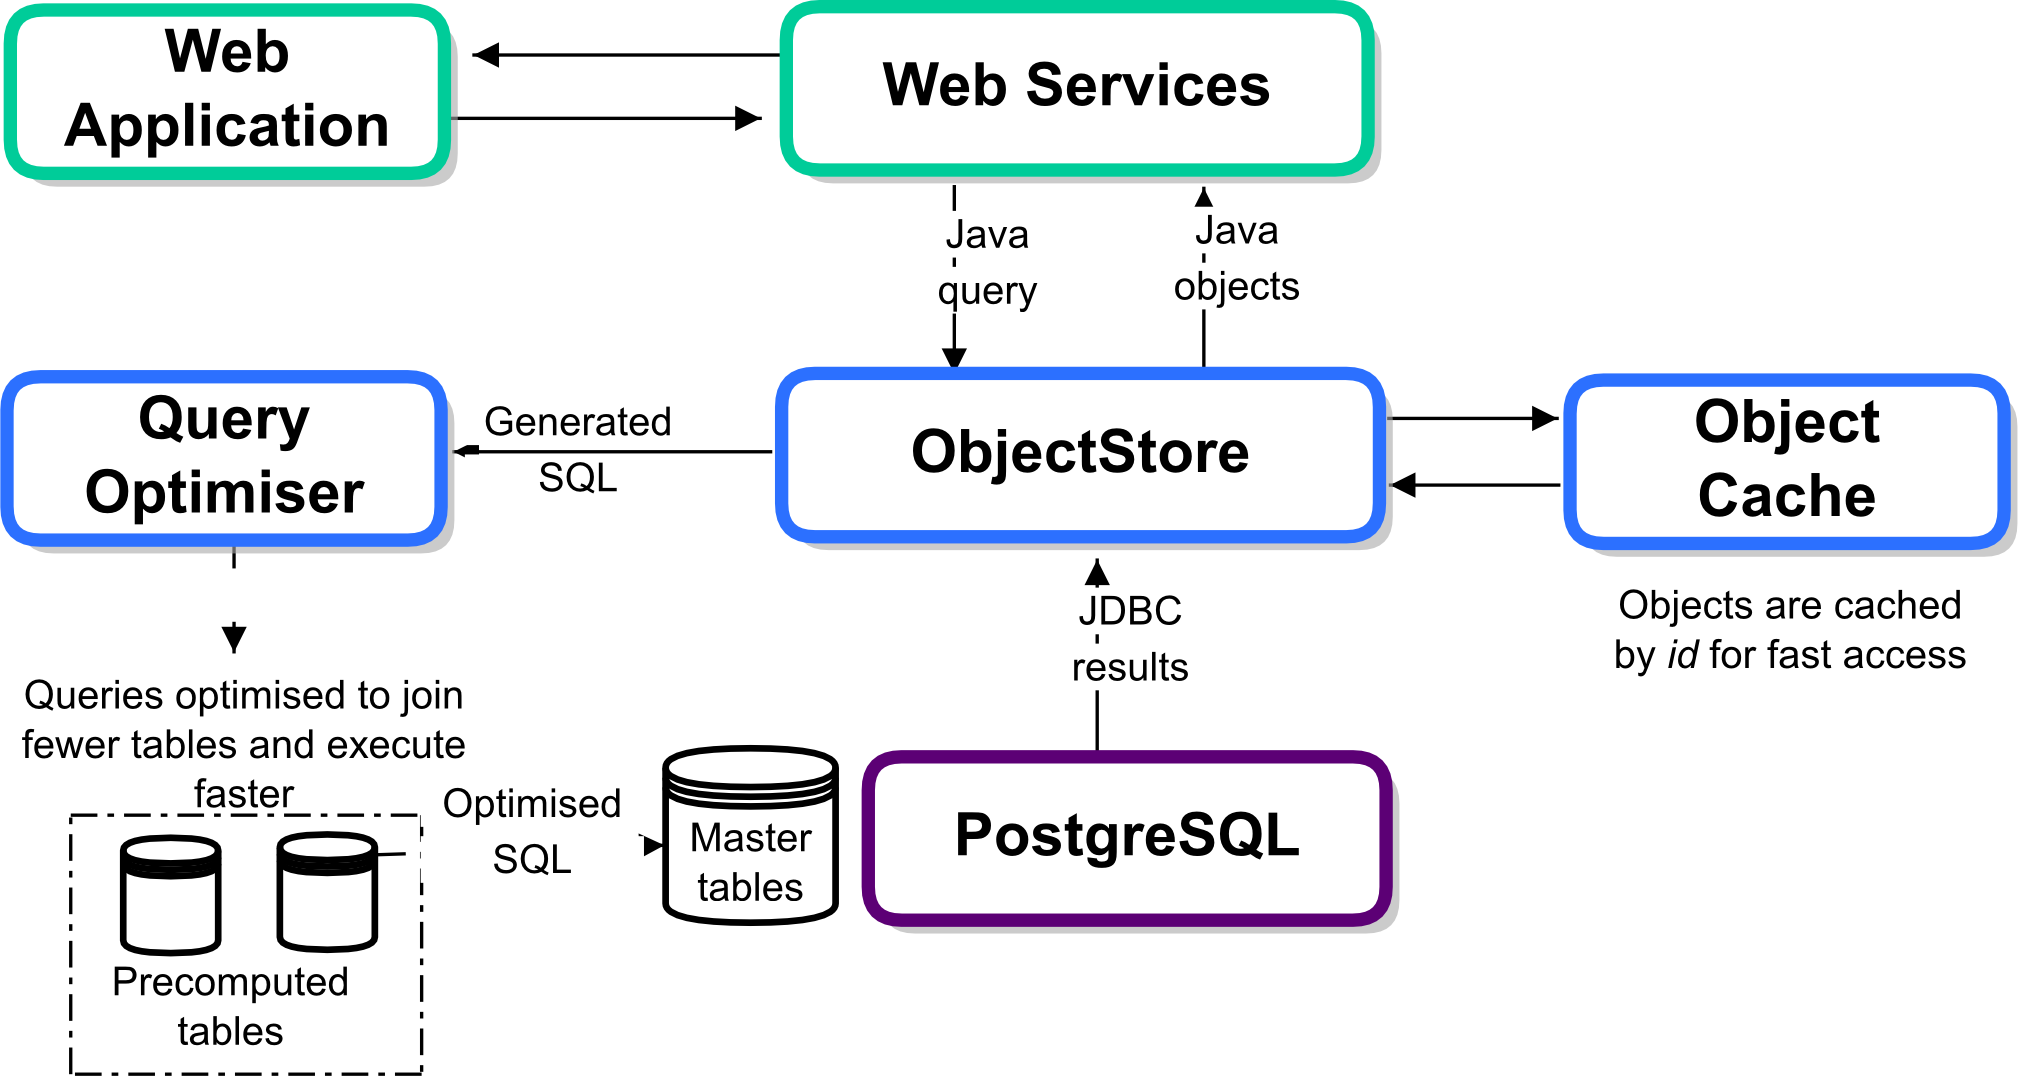 Web
Application
Web Services
Java
query
Java
objects
Query
Optimiser
Generated
SQL
ObjectStore
Object
Cache
Objects are cached
by id for fast access
JDBC
results
Queries optimised to join
fewer tables and execute
faster
Optimised
SQL
Master
tables
PostgreSQL
Precomputed
tables